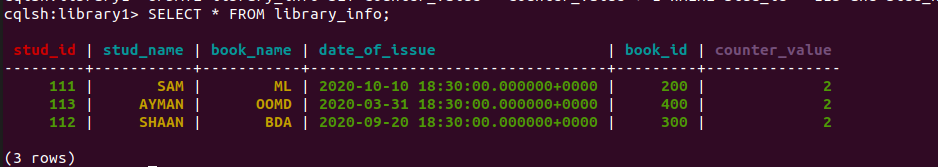 cqlsh:library1> SELECT * FROM library_info;
stud_id | stud_name | book_name | date_of_issue | book_id | counter_value
---------+-----------+-----------+---------------------------------+---------+---------------
111 | SAM | ML | 2020-10-10 18:30:00.000000+0000 | 200 | 2
113 | AYMAN | OOMD | 2020-03-31 18:30:00.000000+0000 | 400 | 2
112 | SHAAN | BDA | 2020-09-20 18:30:00.000000+0000 | 300 | 2
(3 rows)